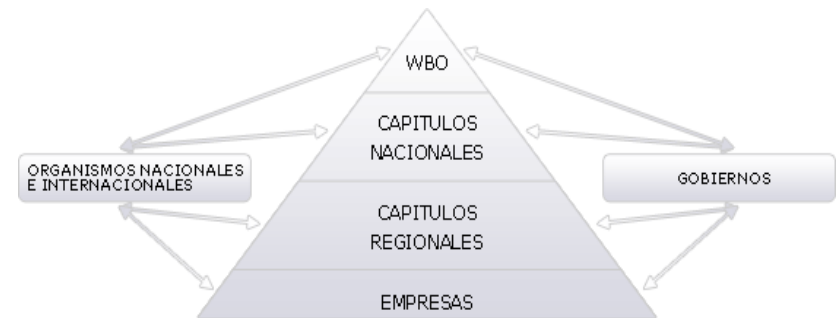 WBO
CAPITULOS
NACIONALES
ORGANISMOS NACIONALES
E INTERNACIONALES
GOBIERNOS
CAPITULOS
REGIONALES
EMPRESAS